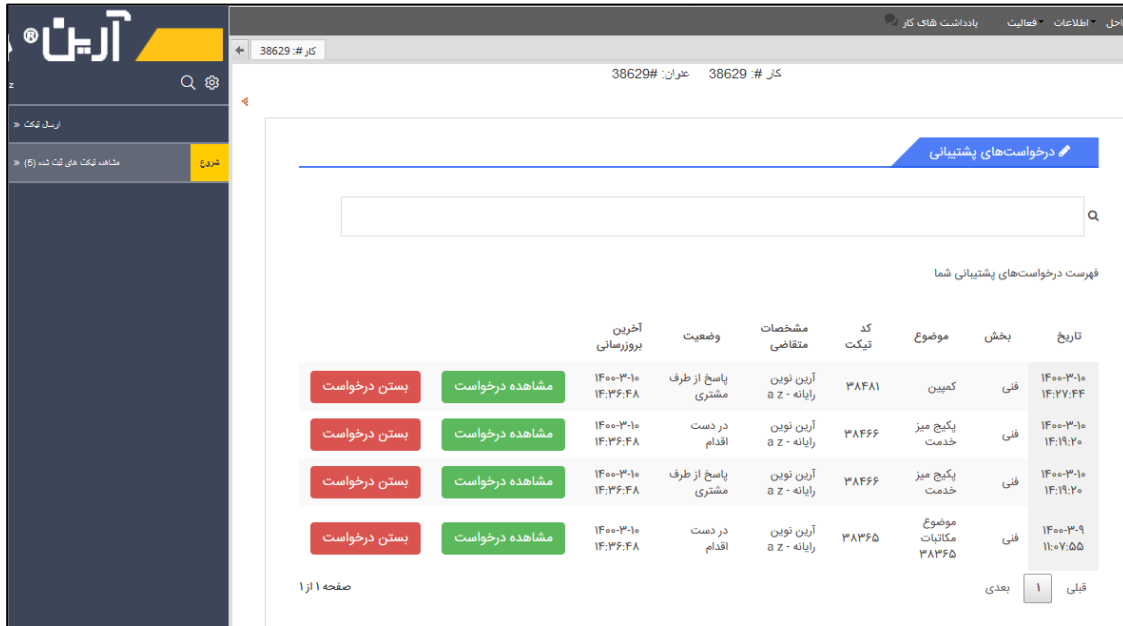 احل اطلاعات فعالیت یادداشت های کار
کار #: 38629
کار #: 38629 عنوان: #38629
آرین®
z
ارسال تیکت »
شروع مشاهده تیکت های ثبت شده (5) »
درخواست‌های پشتیبانی
فهرست درخواست‌های پشتیبانی شما
تاریخ بخش موضوع کد تیکت مشخصات متقاضی وضعیت آخرین بروزرسانی
۱۴۰۰-۳-۱۰ ۱۴:۲۷:۴۴ فنی کمپین ۳۸۴۸۱ آرین نوین رایانه - a z پاسخ از طرف مشتری ۱۴۰۰-۳-۱۰ ۱۴:۳۶:۴۸ مشاهده درخواست بستن درخواست
۱۴۰۰-۳-۱۰ ۱۴:۱۹:۲۰ فنی پکیج میز خدمت ۳۸۴۶۶ آرین نوین رایانه - a z در دست اقدام ۱۴۰۰-۳-۱۰ ۱۴:۳۶:۴۸ مشاهده درخواست بستن درخواست
۱۴۰۰-۳-۱۰ ۱۴:۱۹:۲۰ فنی پکیج میز خدمت ۳۸۴۶۶ آرین نوین رایانه - a z پاسخ از طرف مشتری ۱۴۰۰-۳-۱۰ ۱۴:۳۶:۴۸ مشاهده درخواست بستن درخواست
۱۴۰۰-۳-۹ ۱۱:۰۷:۵۵ فنی موضوع مکاتبات ۳۸۳۶۵ ۳۸۳۶۵ آرین نوین رایانه - a z در دست اقدام ۱۴۰۰-۳-۱۰ ۱۴:۳۶:۴۸ مشاهده درخواست بستن درخواست
قبلی ۱ بعدی صفحه ۱ از ۱